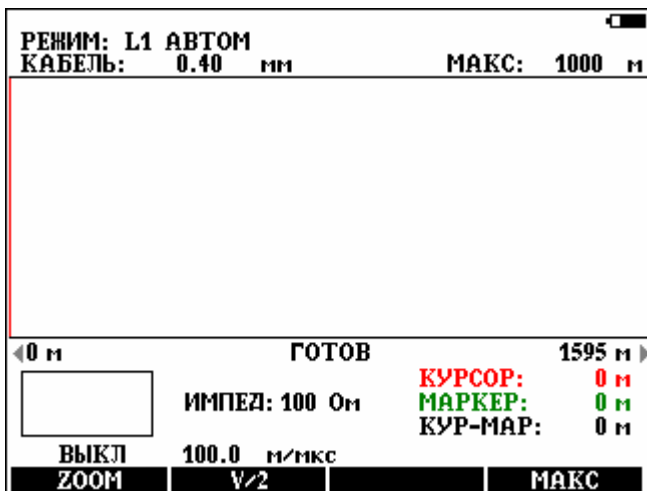 РЕЖИМ: L1 АВТОМ
КАБЕЛЬ: 0.40 мм МАКС: 1000 м
0 м ГОТОВ 1595 м
КУРСОР: 0 м
ИМПЕД: 100 Ом МАРКЕР: 0 м
КУР-МАР: 0 м
ВЫКЛ 100.0 м/мкс
ZOOM V/2 МАКС